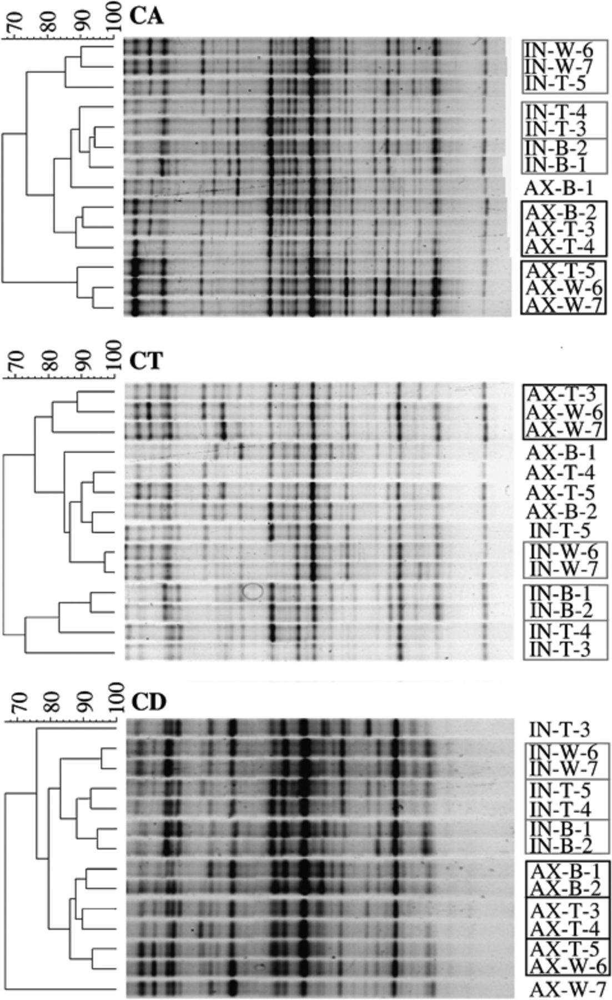 70 80 90 100 CA
IN-W-6
IN-W-7
IN-T-5
IN-T-4
IN-T-3
IN-B-2
IN-B-1
AX-B-1
AX-B-2
AX-T-3
AX-T-4
AX-T-5
AX-W-6
AX-W-7
70 80 90 100 CT
AX-T-3
AX-W-6
AX-W-7
AX-B-1
AX-T-4
AX-T-5
AX-B-2
IN-T-5
IN-W-6
IN-W-7
IN-B-1
IN-B-2
IN-T-4
IN-T-3
70 80 90 100 CD
IN-T-3
IN-W-6
IN-W-7
IN-T-5
IN-T-4
IN-B-1
IN-B-2
AX-B-1
AX-B-2
AX-T-3
AX-T-4
AX-T-5
AX-W-6
AX-W-7